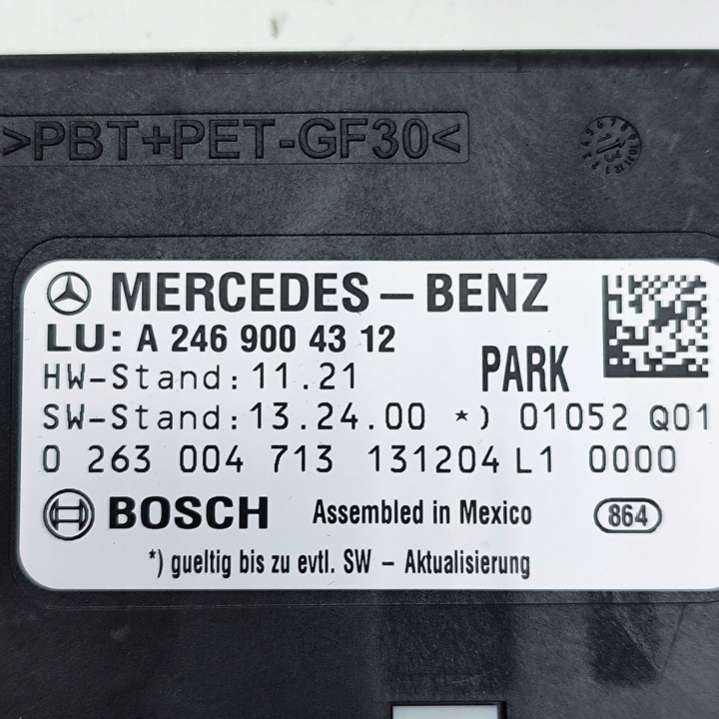 >PBT+PET-GF30<
MERCEDES-BENZ
LU: A 246 900 43 12
PARK
HW-Stand: 11.21
SW-Stand: 13.24.00 *) 01052 Q01
0 263 004 713 131204 L1 0000
BOSCH Assembled in Mexico 864
*) gueltig bis zu evtl. SW - Aktualisierung